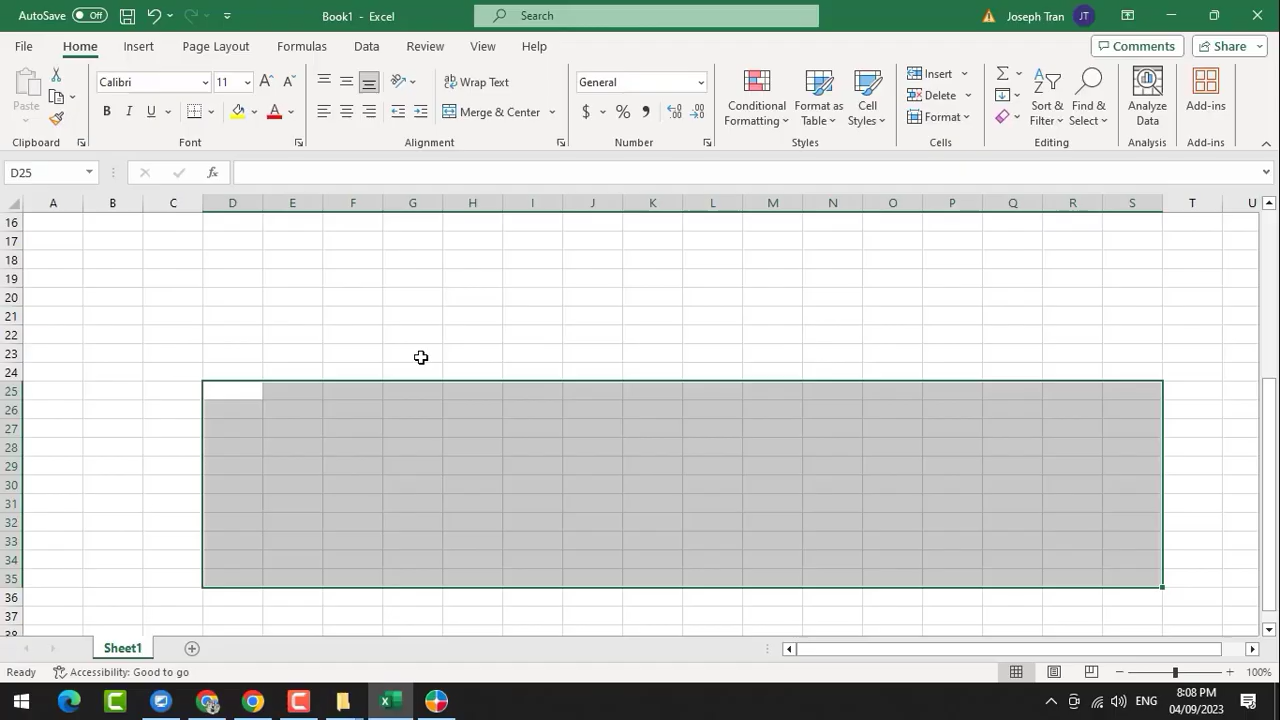 AutoSave Off Book1 - Excel Search Joseph Tran JT
File Home Insert Page Layout Formulas Data Review View Help Comments Share
Paste Calibri 11 A A Wrap Text General Conditional Formatting Format as Table Cell Styles Insert Sort & Filter Find & Select Analyze Data Add-ins
B I U A Merge & Center $ % , Delete
Format
Clipboard Font Alignment Number Styles Cells Editing Analysis Add-ins
D25 fx
A B C D E F G H I J K L M N O P Q R S T U
16
17
18
19
20
21
22
23
24
25
26
27
28
29
30
31
32
33
34
35
36
37
38
Sheet1
Ready Accessibility: Good to go 100%
ENG 8:08 PM
04/09/2023